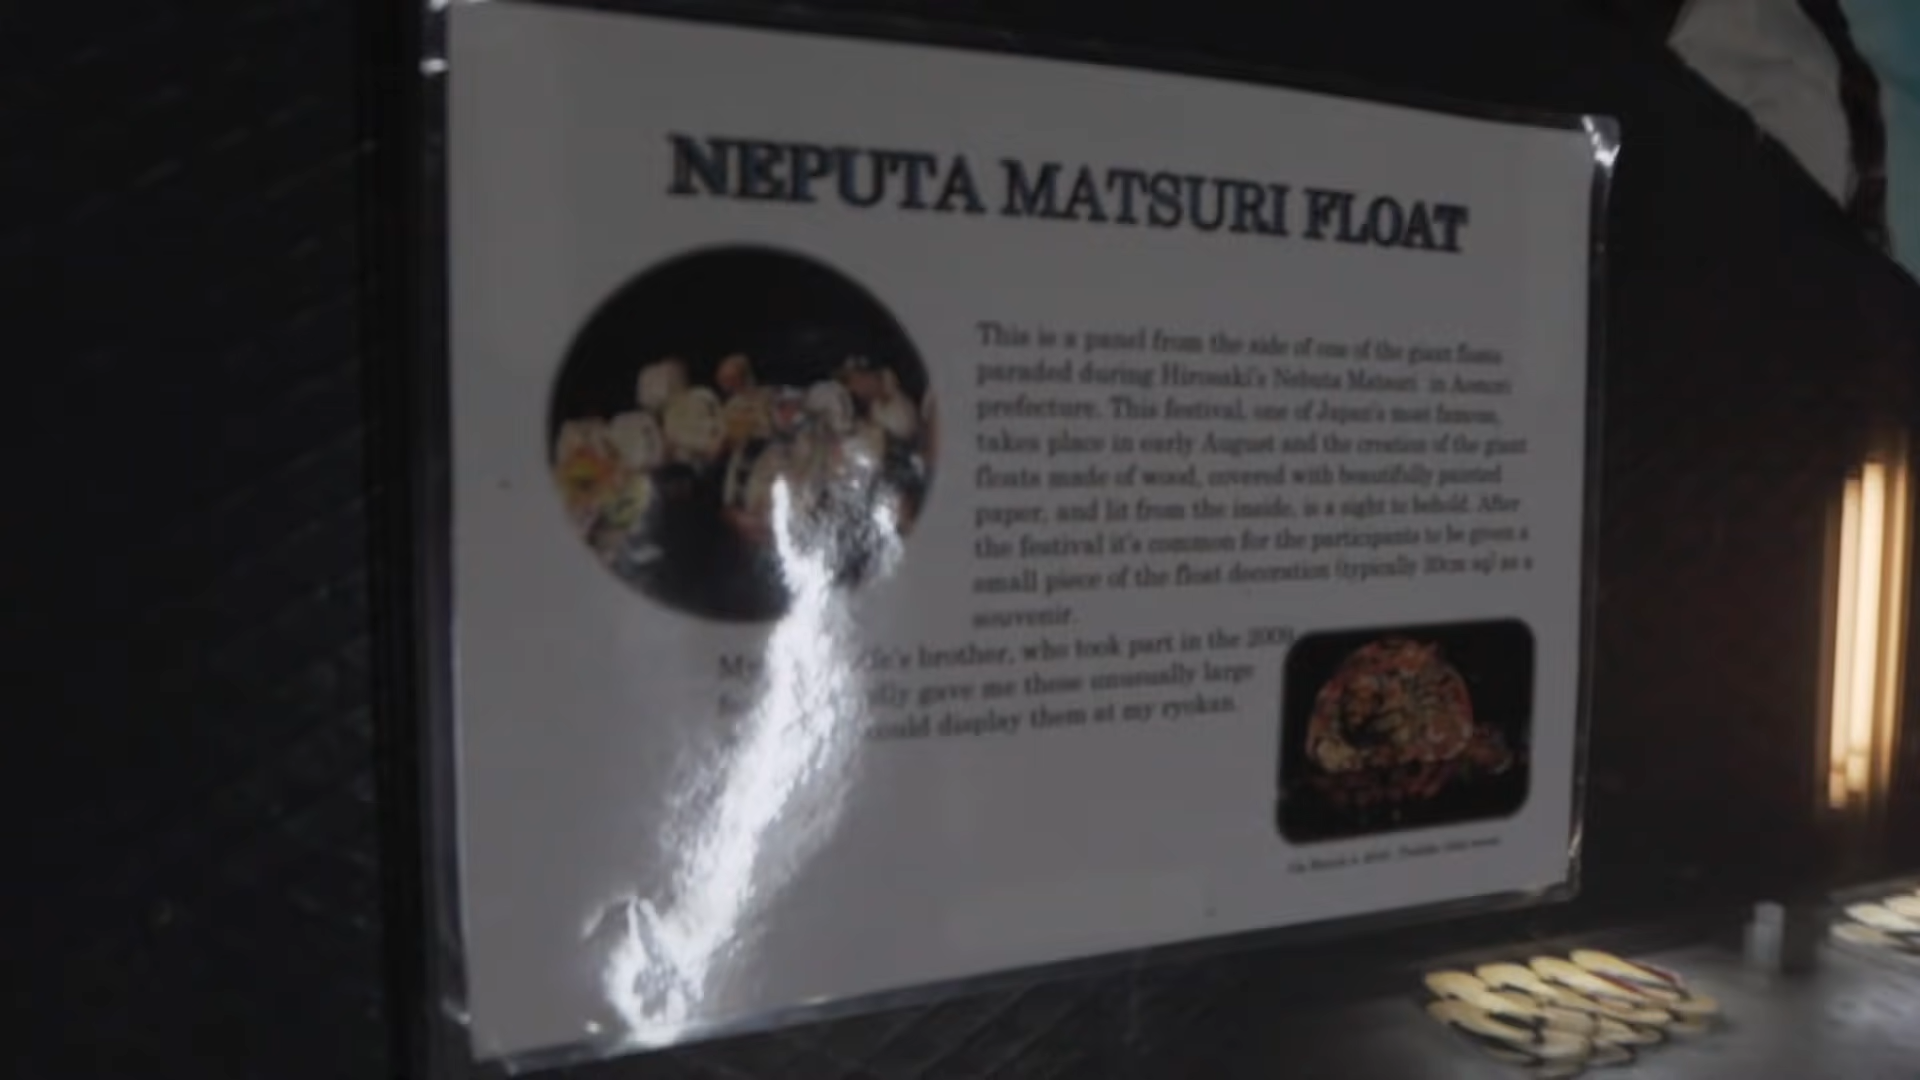 NEPUTA MATSURI FLOAT
This is a panel from the side of one of the giant floats
paraded during Hirosaki's Nebuta Matsuri in Aomori
prefecture. This festival, one of Japan's most famous,
takes place in early August and the creation of the giant
floats made of wood, covered with beautifully painted
paper, and lit from the inside, is a sight to behold. After
the festival it's common for the participants to be given a
small piece of the float decoration (typically 20cm sq) as a
souvenir.
My brother, who took part in the
gave me these unusually large
could display them at my ryokan.